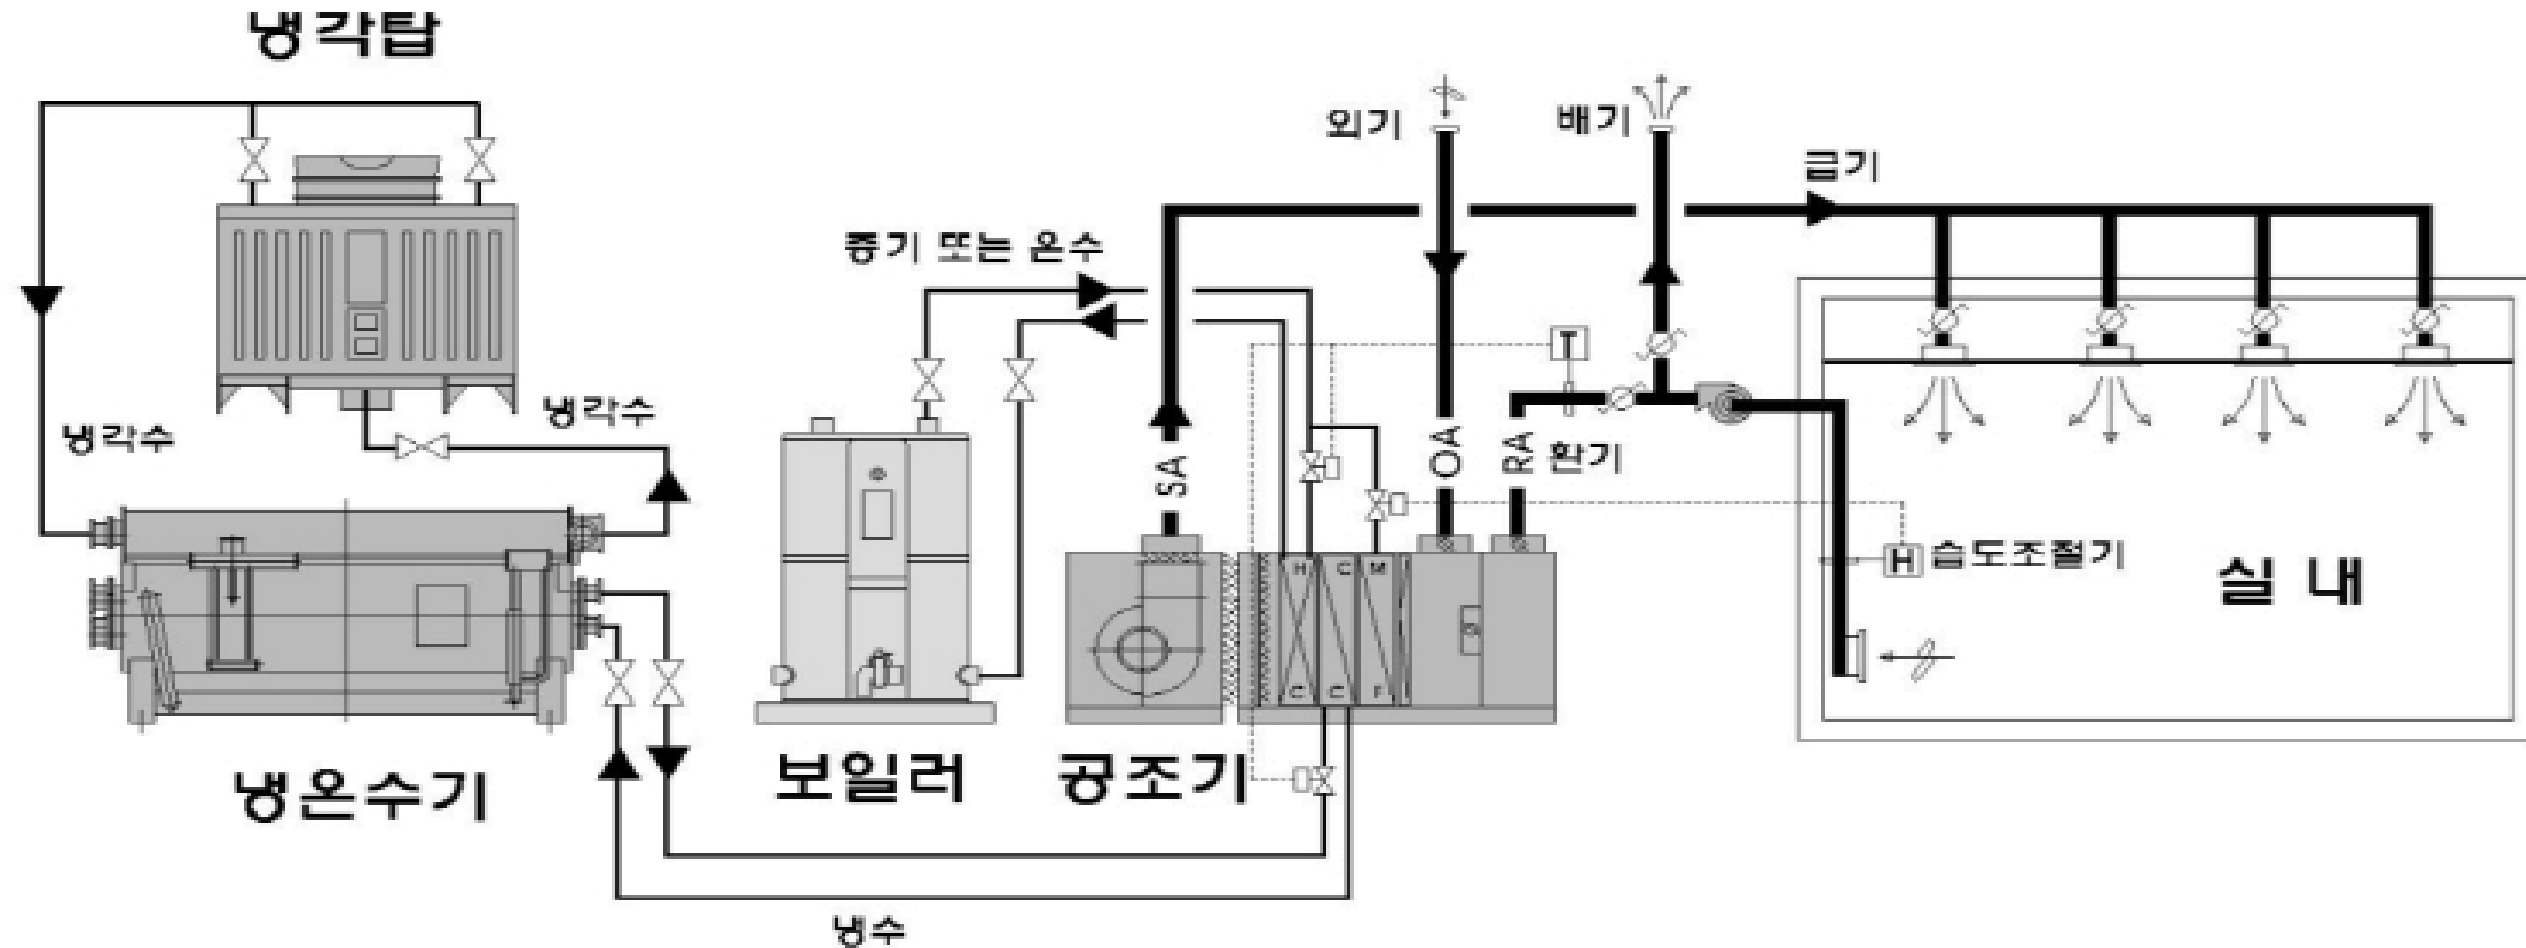 냉각탑
외기
배기
급기
증기 또는 온수
T
냉각수
냉각수
SA
OA
RA 환기
H C M
C C F
H 습도조절기
실 내
냉온수기
보일러
공조기
냉수